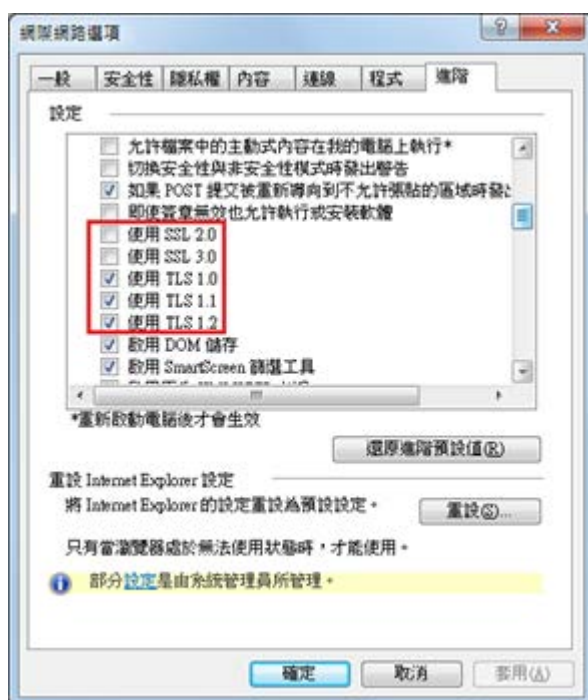 網際網路選項
一般 安全性 隱私權 內容 連線 程式 進階
設定
允許檔案中的主動式內容在我的電腦上執行*
切換安全性與非安全性模式時發出警告
如果 POST 提交被重新導向到不允許張貼的區域時發出
即使簽章無效也允許執行或安裝軟體
使用 SSL 2.0
使用 SSL 3.0
使用 TLS 1.0
使用 TLS 1.1
使用 TLS 1.2
啟用 DOM 儲存
啟用 SmartScreen 篩選工具
*重新啟動電腦後才會生效
還原進階預設值(R)
重設 Internet Explorer 設定
將 Internet Explorer 的設定重設為預設設定。
重設(S)...
只有當瀏覽器處於無法使用狀態時，才能使用。
部分設定是由系統管理員所管理。
確定 取消 套用(A)